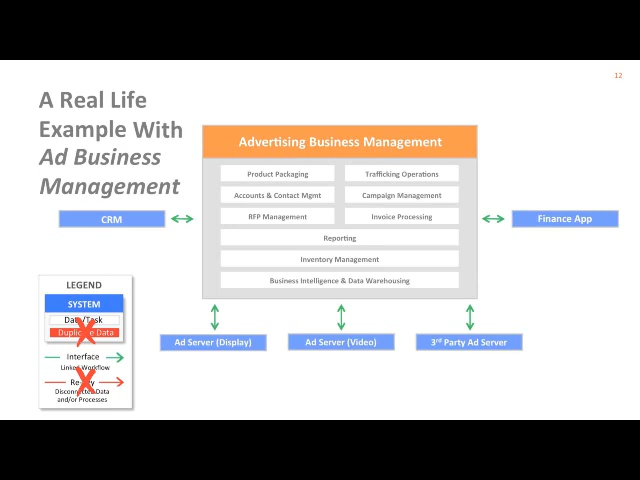 12
A Real Life
Example With
Ad Business
Management
Advertising Business Management
Product Packaging
Trafficking Operations
Accounts & Contact Mgmt
Campaign Management
RFP Management
Invoice Processing
Reporting
Inventory Management
Business Intelligence & Data Warehousing
CRM
Finance App
Ad Server (Display)
Ad Server (Video)
3rd Party Ad Server
LEGEND
SYSTEM
Data/Task
Duplicate Data
Interface
Linked Workflow
Re-Key
Disconnected Data
and/or Processes